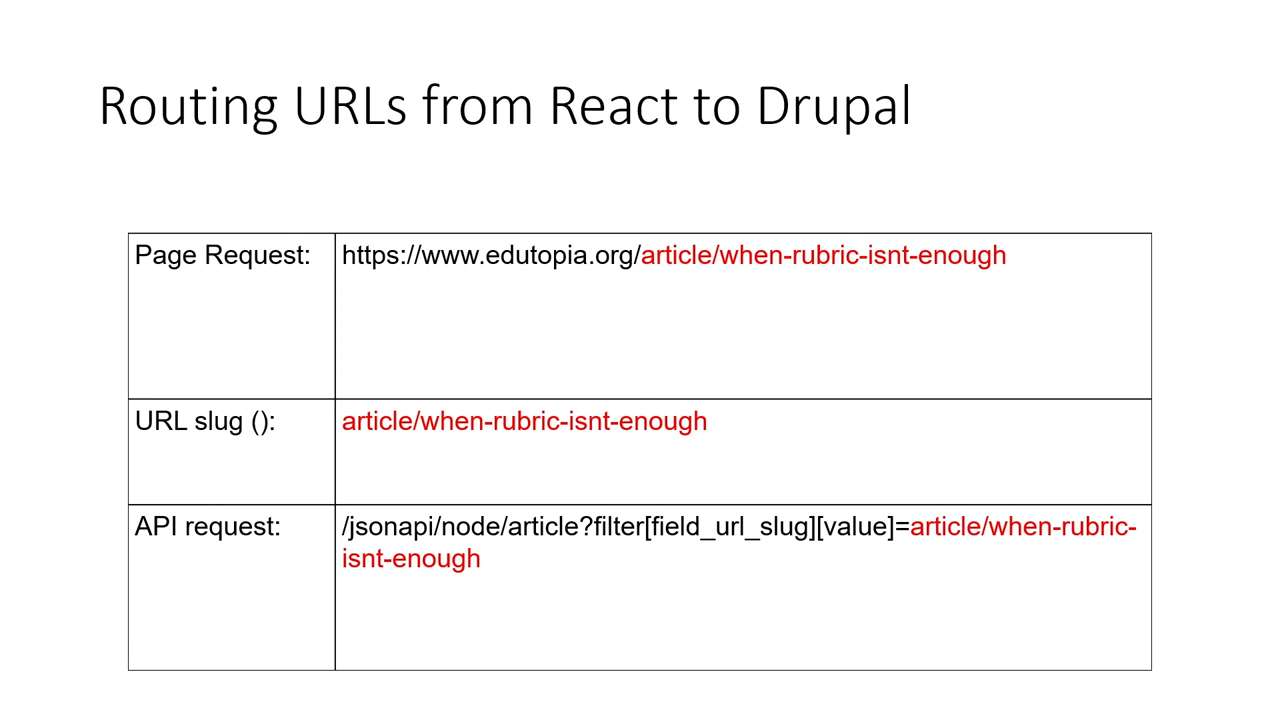 Routing URLs from React to Drupal
Page Request:
https://www.edutopia.org/article/when-rubric-isnt-enough
URL slug ():
article/when-rubric-isnt-enough
API request:
/jsonapi/node/article?filter[field_url_slug][value]=article/when-rubric-
isnt-enough